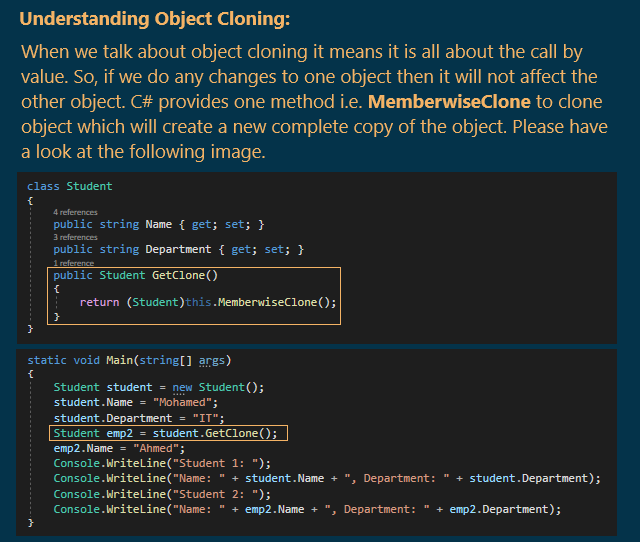 Understanding Object Cloning:
When we talk about object cloning it means it is all about the call by
value. So, if we do any changes to one object then it will not affect the
other object. C# provides one method i.e. MemberwiseClone to clone
object which will create a new complete copy of the object. Please have
a look at the following image.
class Student
{
4 references
public string Name { get; set; }
3 references
public string Department { get; set; }
1 reference
public Student GetClone()
{
return (Student)this.MemberwiseClone();
}
}
static void Main(string[] args)
{
Student student = new Student();
student.Name = "Mohamed";
student.Department = "IT";
Student emp2 = student.GetClone();
emp2.Name = "Ahmed";
Console.WriteLine("Student 1: ");
Console.WriteLine("Name: " + student.Name + ", Department: " + student.Department);
Console.WriteLine("Student 2: ");
Console.WriteLine("Name: " + emp2.Name + ", Department: " + emp2.Department);
}